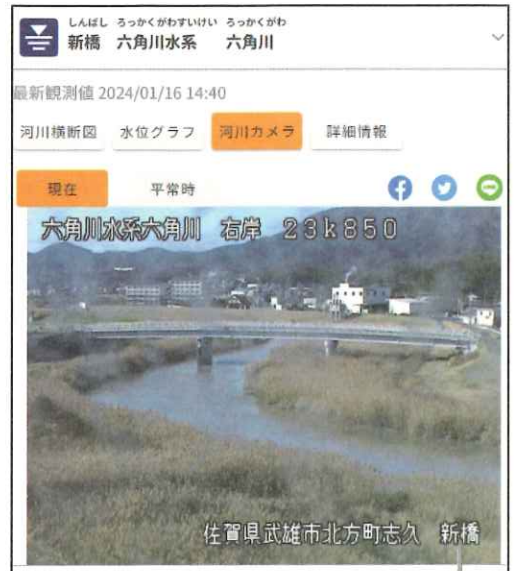 しんばし ろっかくがわすいけい ろっかくがわ
新橋 六角川水系 六角川
最新観測値 2024/01/16 14:40
河川横断図 水位グラフ 河川カメラ 詳細情報
現在 平常時
六角川水系六角川 右岸 23k850
佐賀県武雄市北方町志久 新橋